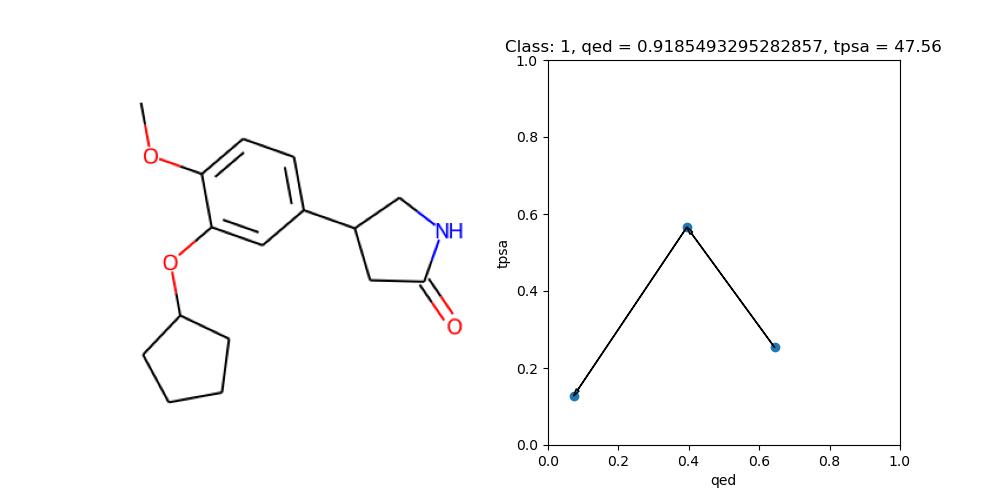 Class: 1, qed = 0.9185493295282857, tpsa = 47.56
O
O
NH
O
1.0
0.8
0.6
0.4
0.2
0.0
tpsa
0.0 0.2 0.4 0.6 0.8 1.0
qed